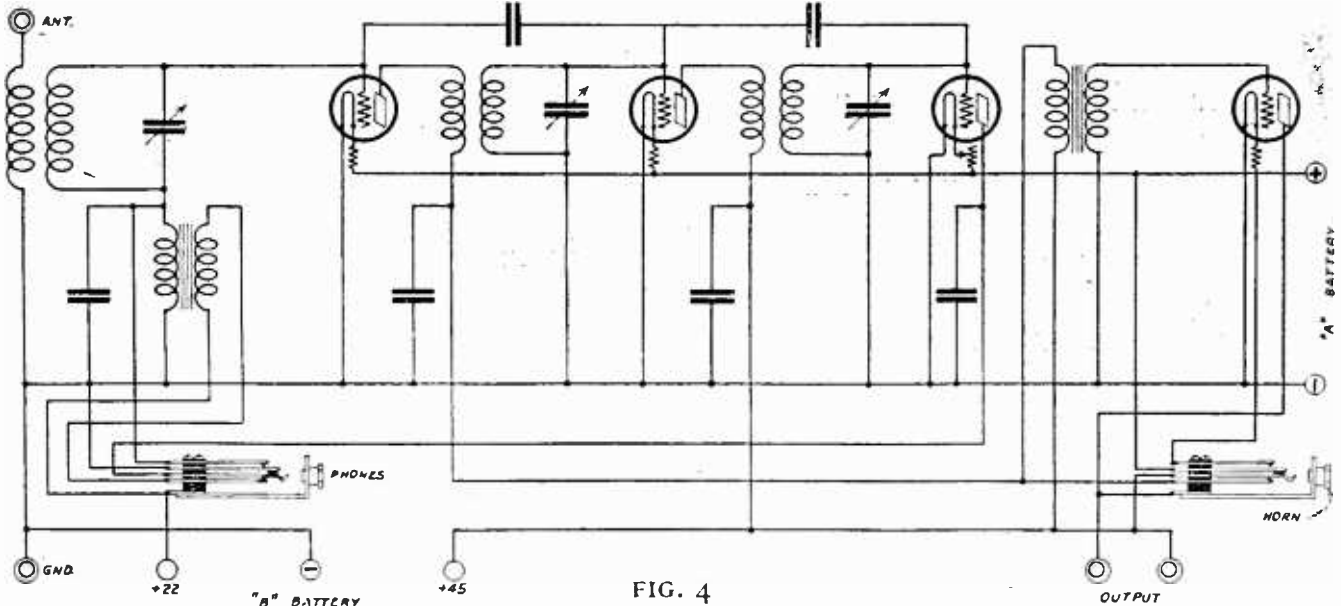 ANT.
+
"A" BATTERY
−
PHONES
HORN
GND.
+22
−
"B" BATTERY
+45
FIG. 4
OUTPUT